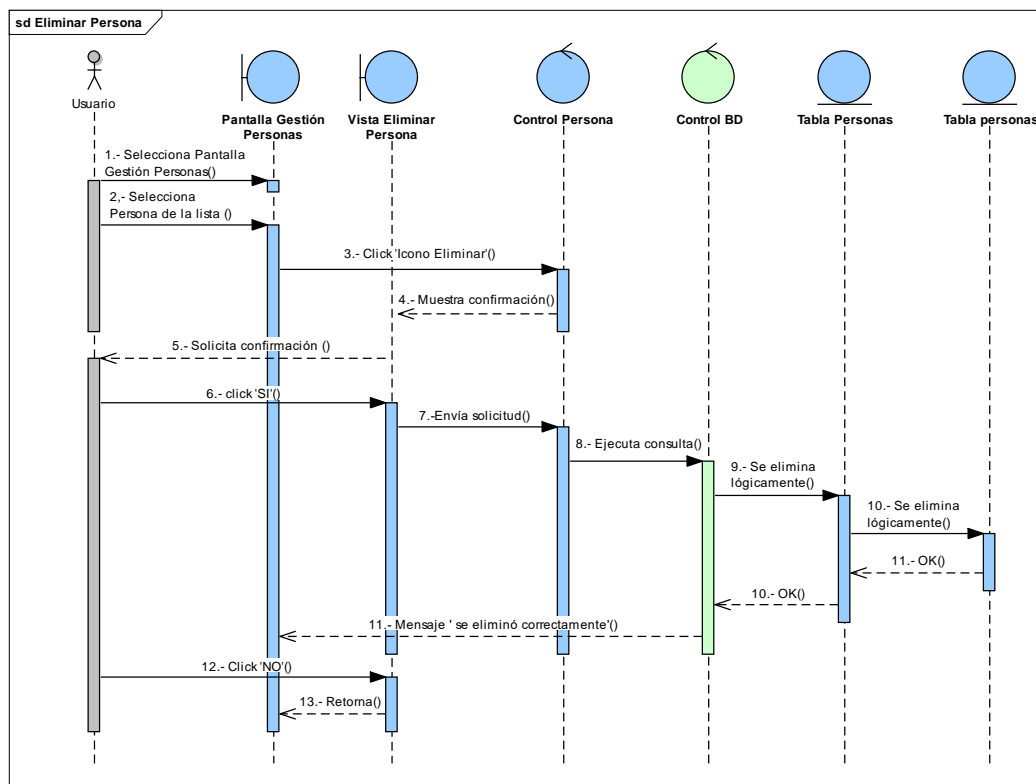 sd Eliminar Persona
Usuario
Pantalla Gestión
Personas
Vista Eliminar
Persona
Control Persona
Control BD
Tabla Personas
Tabla personas
1.- Selecciona Pantalla
Gestión Personas()
2,- Selecciona
Persona de la lista ()
3.- Click 'Icono Eliminar'()
4.- Muestra confirmación()
5.- Solicita confirmación ()
6.- click 'SI'()
7.-Envía solicitud()
8.- Ejecuta consulta()
9.- Se elimina
lógicamente()
10.- Se elimina
lógicamente()
11.- OK()
10.- OK()
11.- Mensaje ' se eliminó correctamente'()
12.- Click 'NO'()
13.- Retorna()